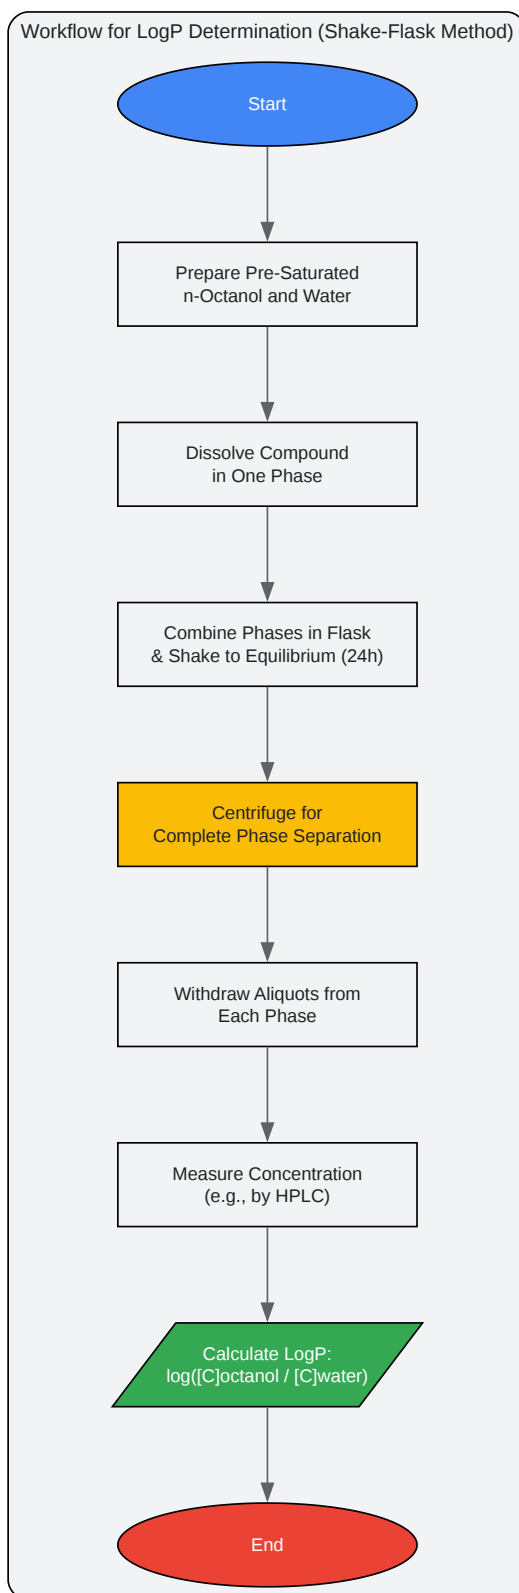 Workflow for LogP Determination (Shake-Flask Method)
Start
Prepare Pre-Saturated
n-Octanol and Water
Dissolve Compound
in One Phase
Combine Phases in Flask
& Shake to Equilibrium (24h)
Centrifuge for
Complete Phase Separation
Withdraw Aliquots from
Each Phase
Measure Concentration
(e.g., by HPLC)
Calculate LogP:
log([C]octanol / [C]water)
End